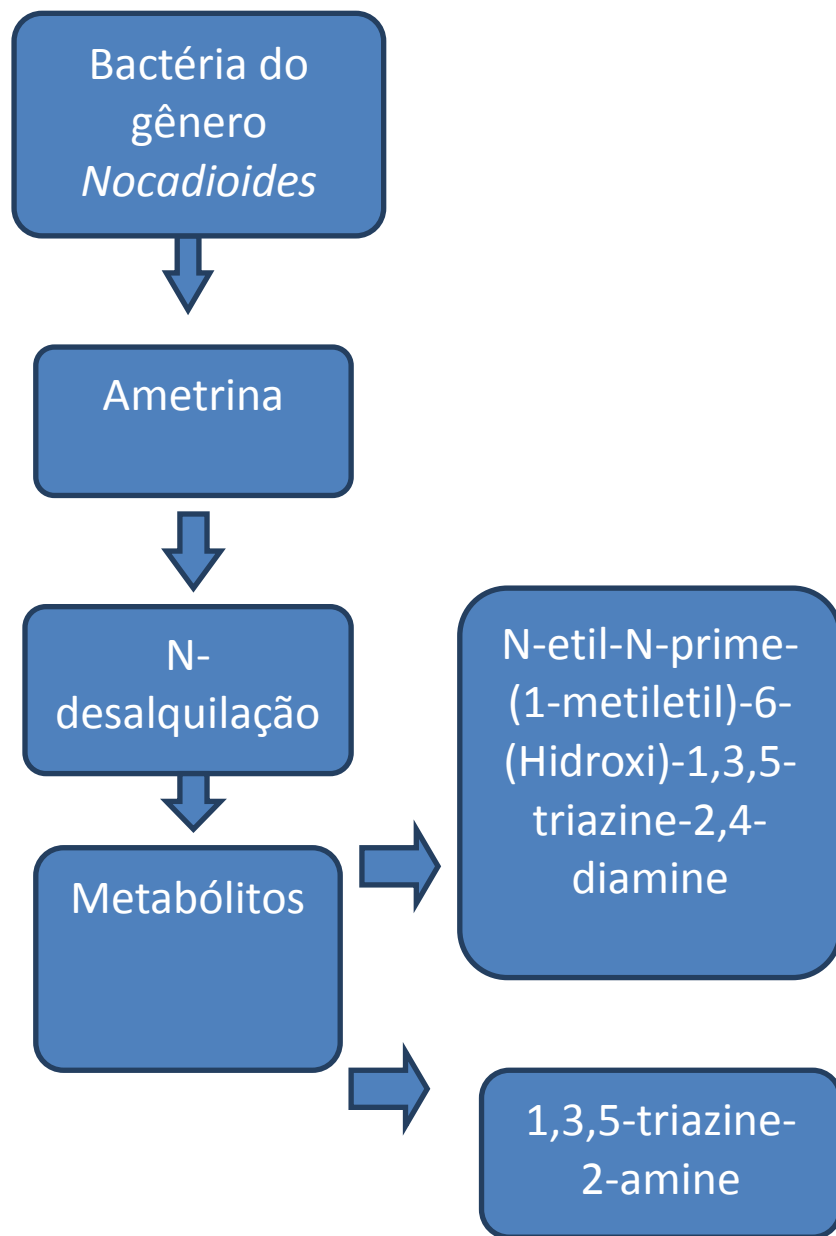 Bactéria do
gênero
Nocadioides
Ametrina
N-
desalquilação
Metabólitos
N-etil-N-prime-
(1-metiletil)-6-
(Hidroxi)-1,3,5-
triazine-2,4-
diamine
1,3,5-triazine-
2-amine